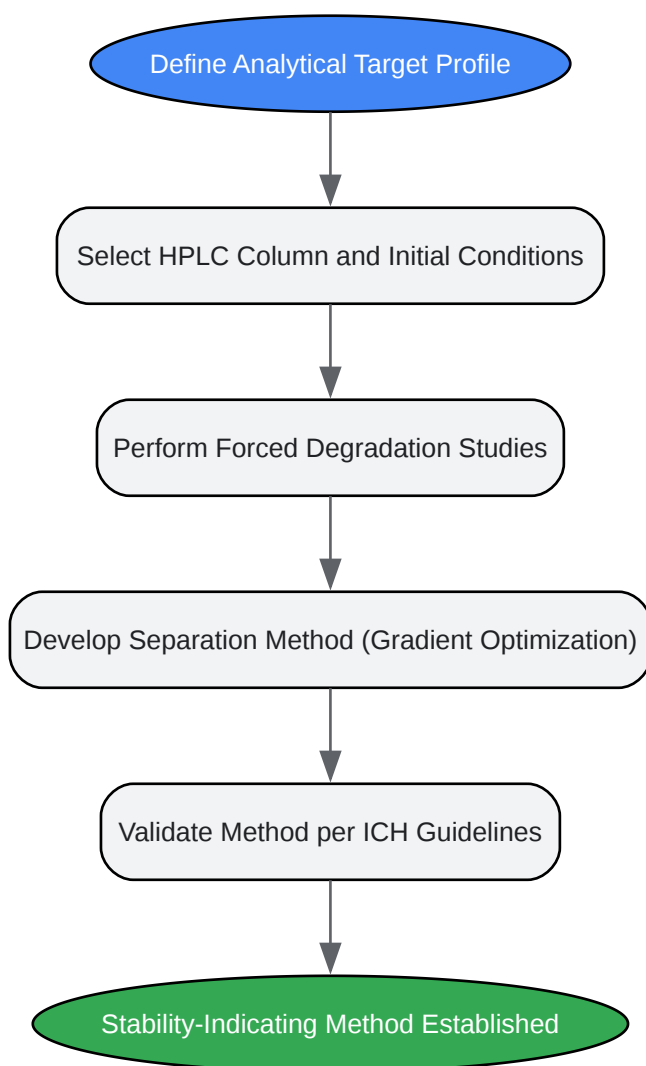 Define Analytical Target Profile
Select HPLC Column and Initial Conditions
Perform Forced Degradation Studies
Develop Separation Method (Gradient Optimization)
Validate Method per ICH Guidelines
Stability-Indicating Method Established